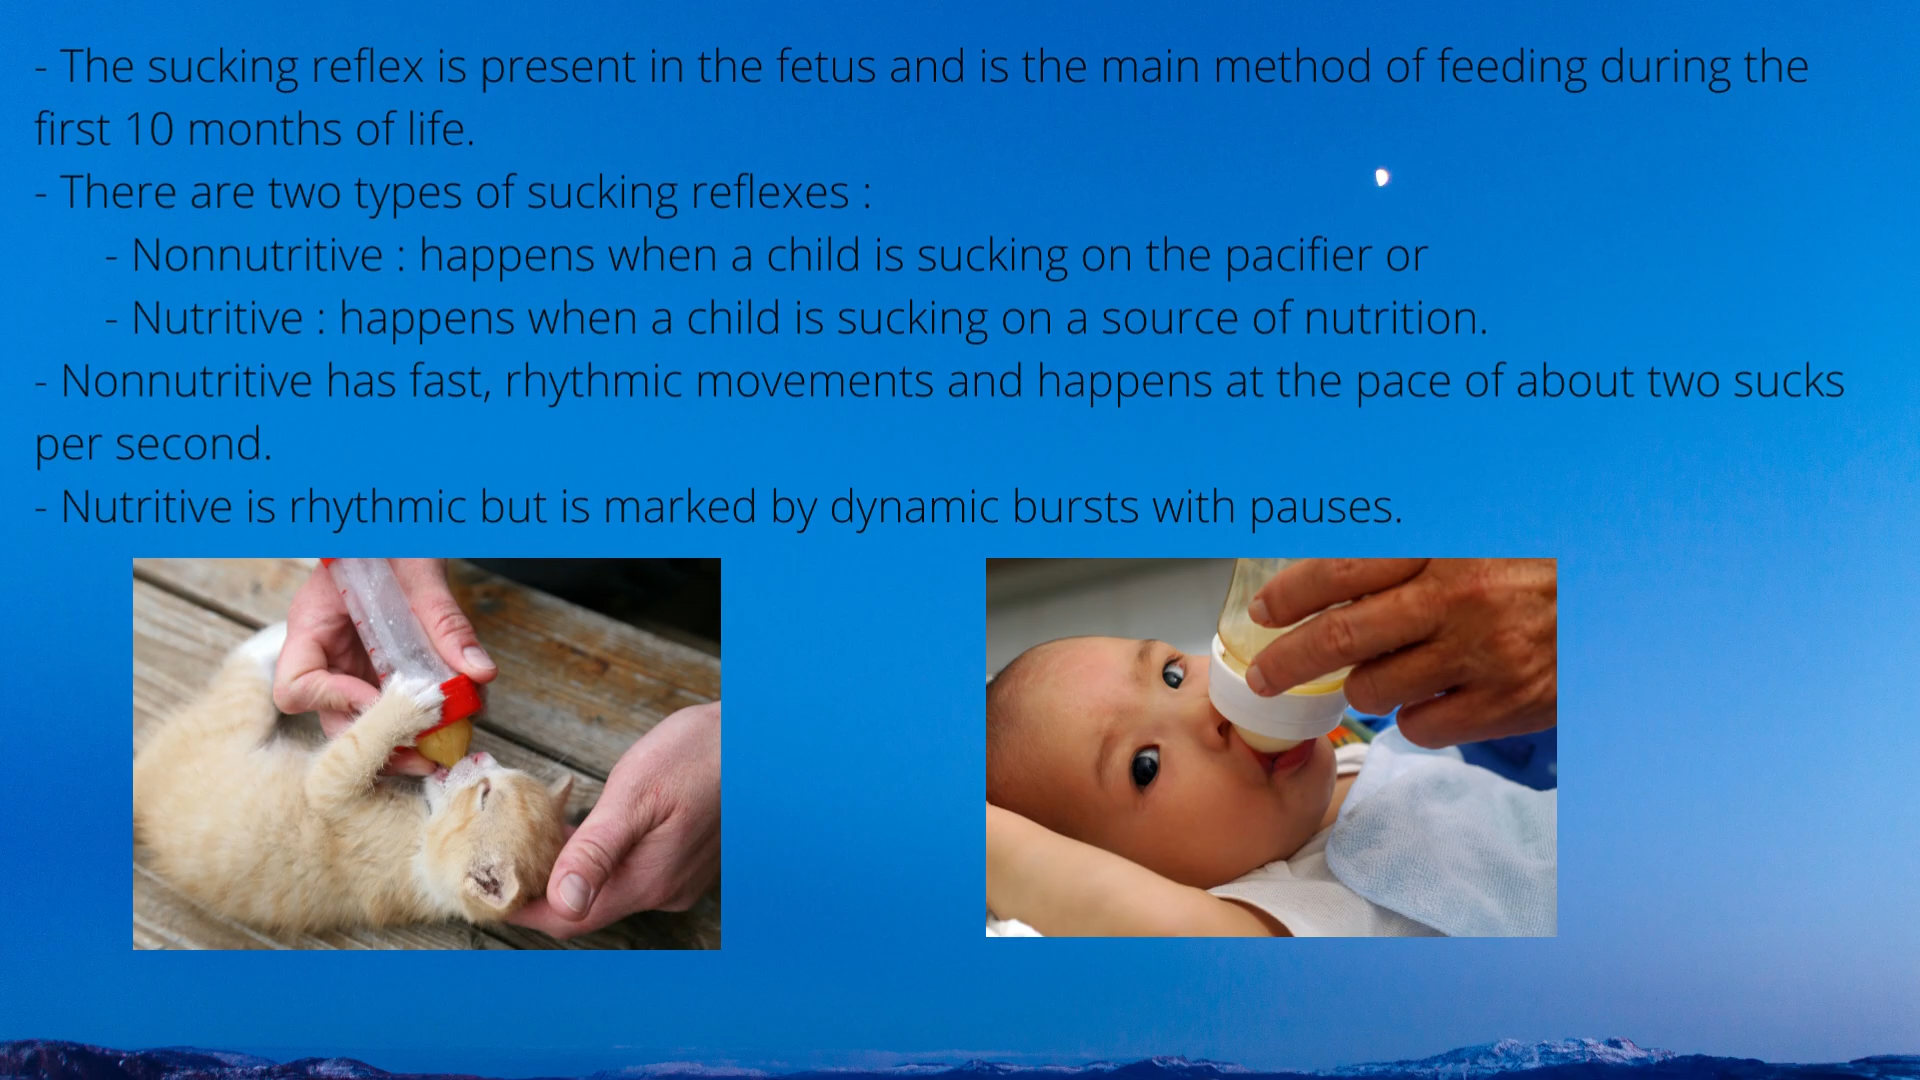 - The sucking reflex is present in the fetus and is the main method of feeding during the
first 10 months of life.
- There are two types of sucking reflexes :
- Nonnutritive : happens when a child is sucking on the pacifier or
- Nutritive : happens when a child is sucking on a source of nutrition.
- Nonnutritive has fast, rhythmic movements and happens at the pace of about two sucks
per second.
- Nutritive is rhythmic but is marked by dynamic bursts with pauses.